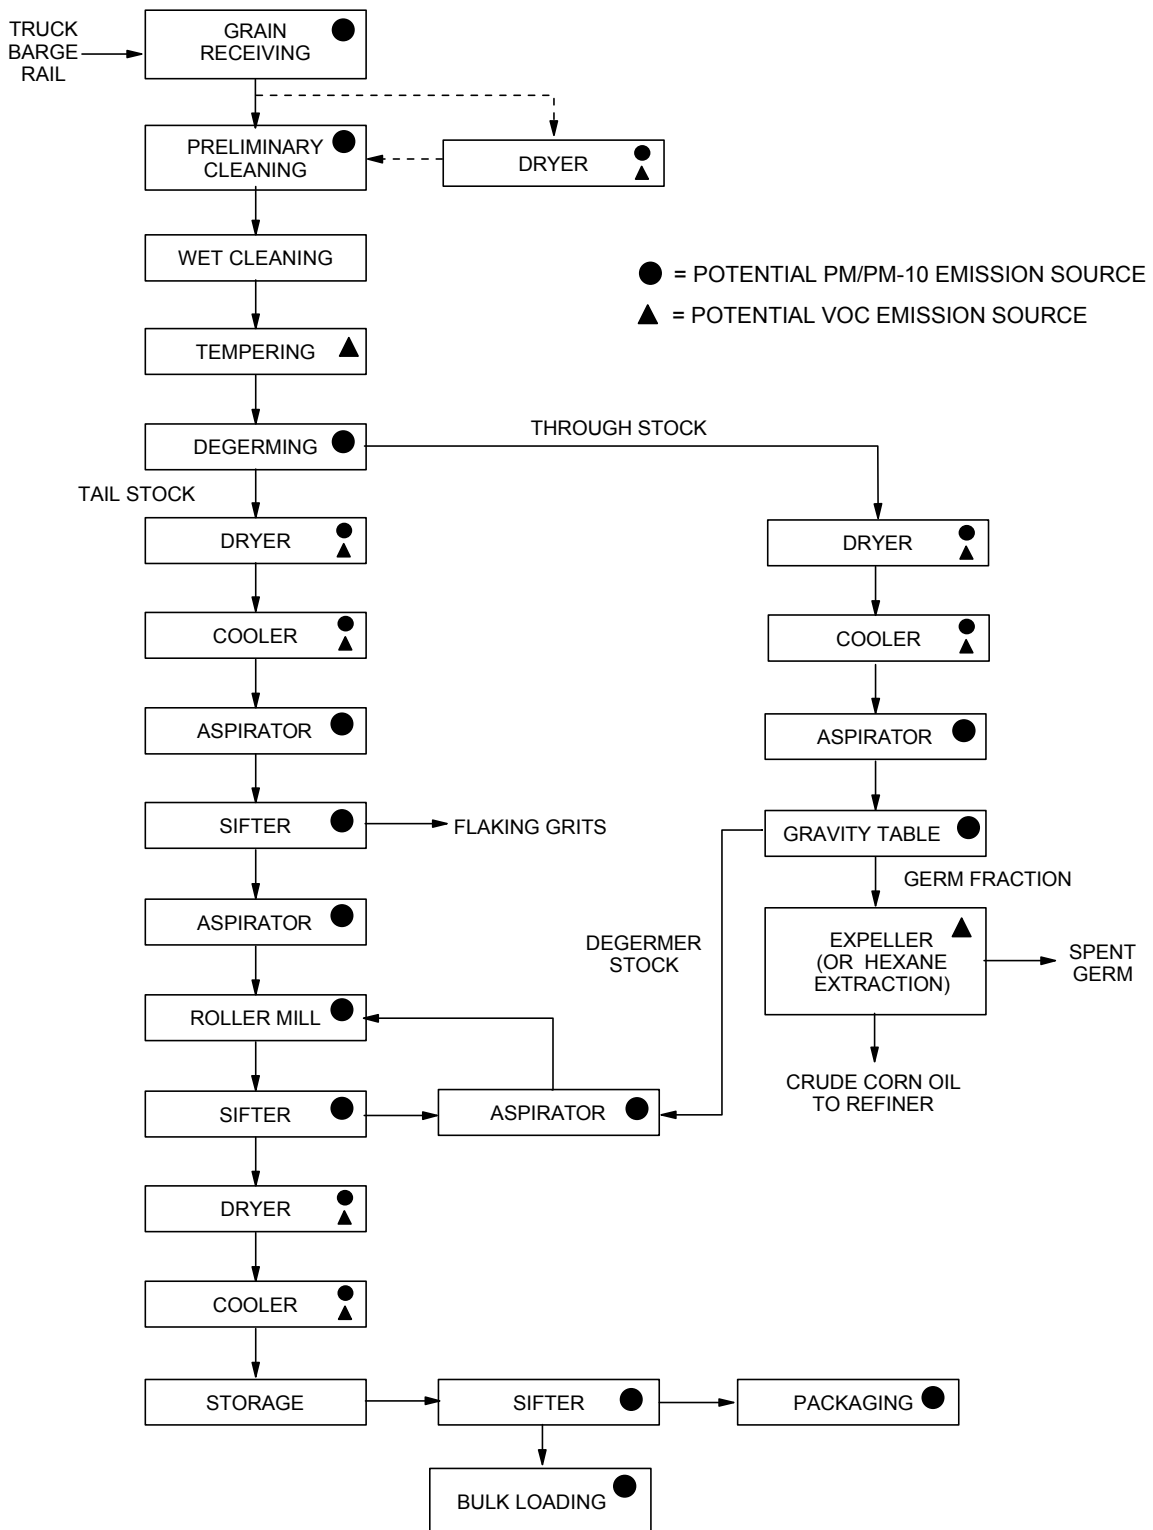 TRUCK
BARGE
RAIL
GRAIN
RECEIVING
PRELIMINARY
CLEANING
DRYER
WET CLEANING
= POTENTIAL PM/PM-10 EMISSION SOURCE
= POTENTIAL VOC EMISSION SOURCE
TEMPERING
DEGERMING
THROUGH STOCK
TAIL STOCK
DRYER
DRYER
COOLER
COOLER
ASPIRATOR
ASPIRATOR
SIFTER
FLAKING GRITS
GRAVITY TABLE
GERM FRACTION
ASPIRATOR
DEGERMER
STOCK
EXPELLER
(OR HEXANE
EXTRACTION)
SPENT
GERM
ROLLER MILL
CRUDE CORN OIL
TO REFINER
SIFTER
ASPIRATOR
DRYER
COOLER
STORAGE
SIFTER
PACKAGING
BULK LOADING